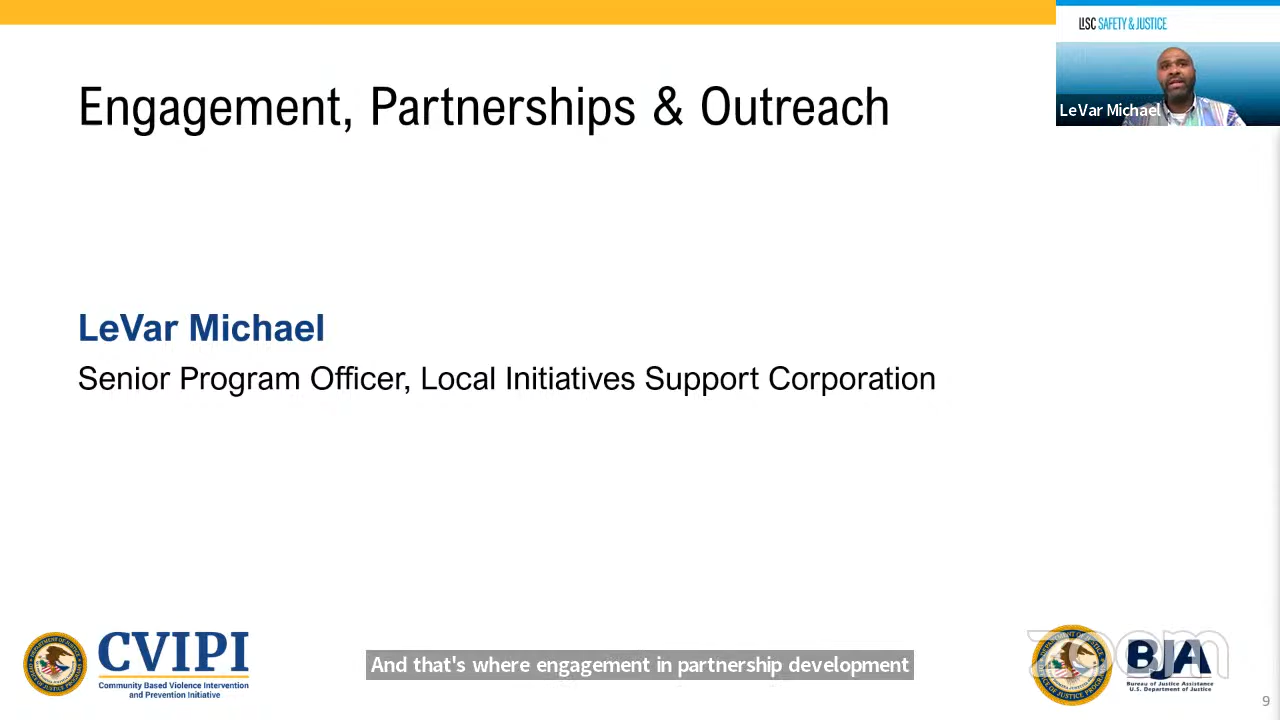 LISC SAFETY & JUSTICE
LeVar Michael
Engagement, Partnerships & Outreach
LeVar Michael
Senior Program Officer, Local Initiatives Support Corporation
CVIPI
Community Based Violence Intervention
and Prevention Initiative
And that's where engagement in partnership development
zoom
BJA
Bureau of Justice Assistance
U.S. Department of Justice
9